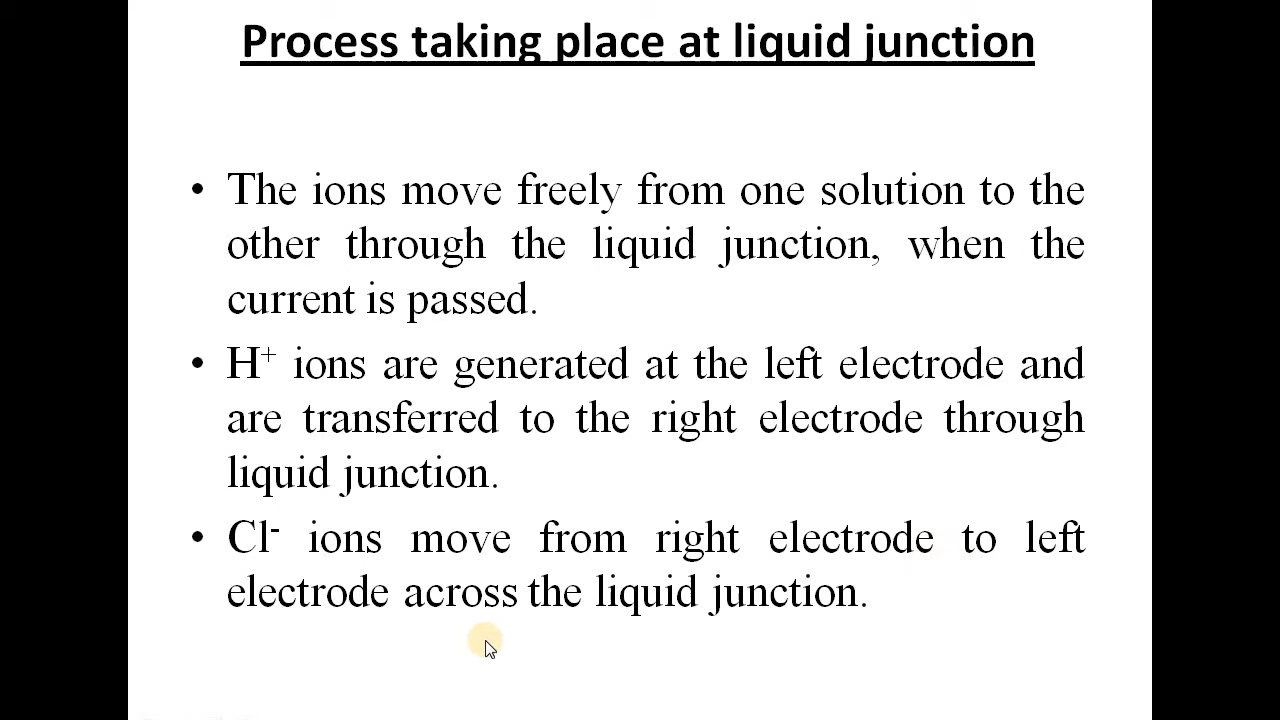 Process taking place at liquid junction
• The ions move freely from one solution to the
other through the liquid junction, when the
current is passed.
• H⁺ ions are generated at the left electrode and
are transferred to the right electrode through
liquid junction.
• Cl⁻ ions move from right electrode to left
electrode across the liquid junction.